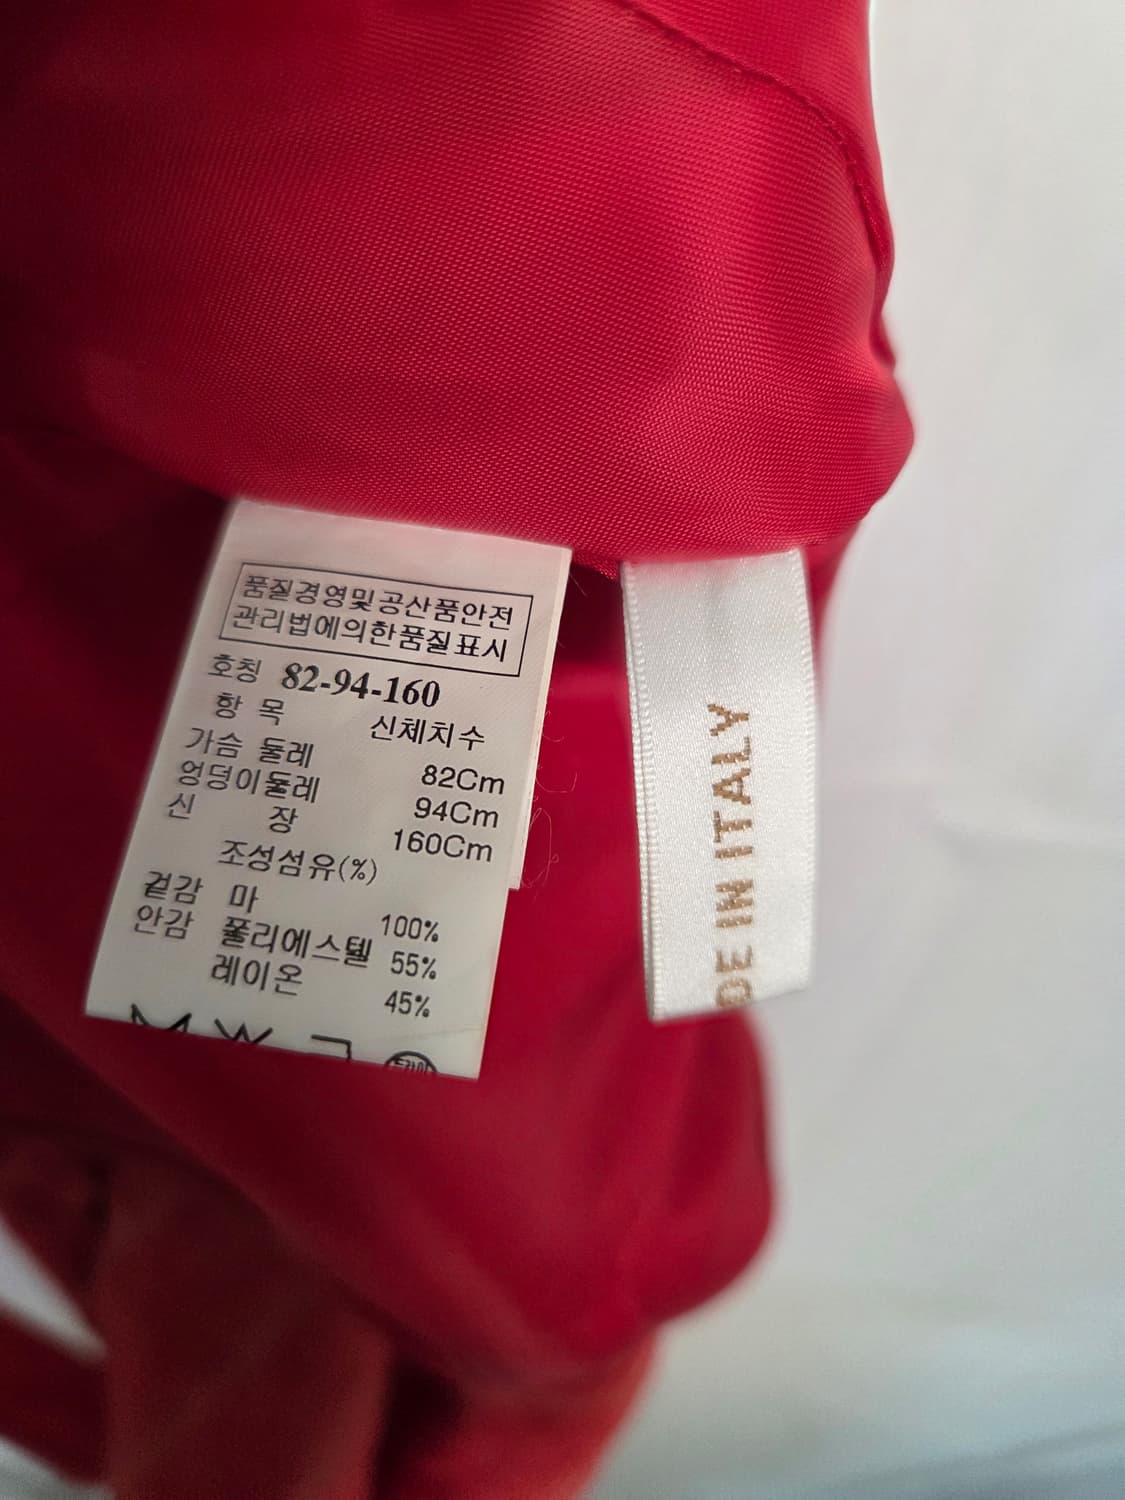 품질경영및공산품안전
관리법에의한품질표시
호칭 82-94-160
항 목 신체치수
가슴 둘레 82Cm
엉덩이둘레 94Cm
신 장 160Cm
조성섬유(%)
겉감 마 100%
안감 폴리에스텔 55%
레이온 45%
DE IN ITALY